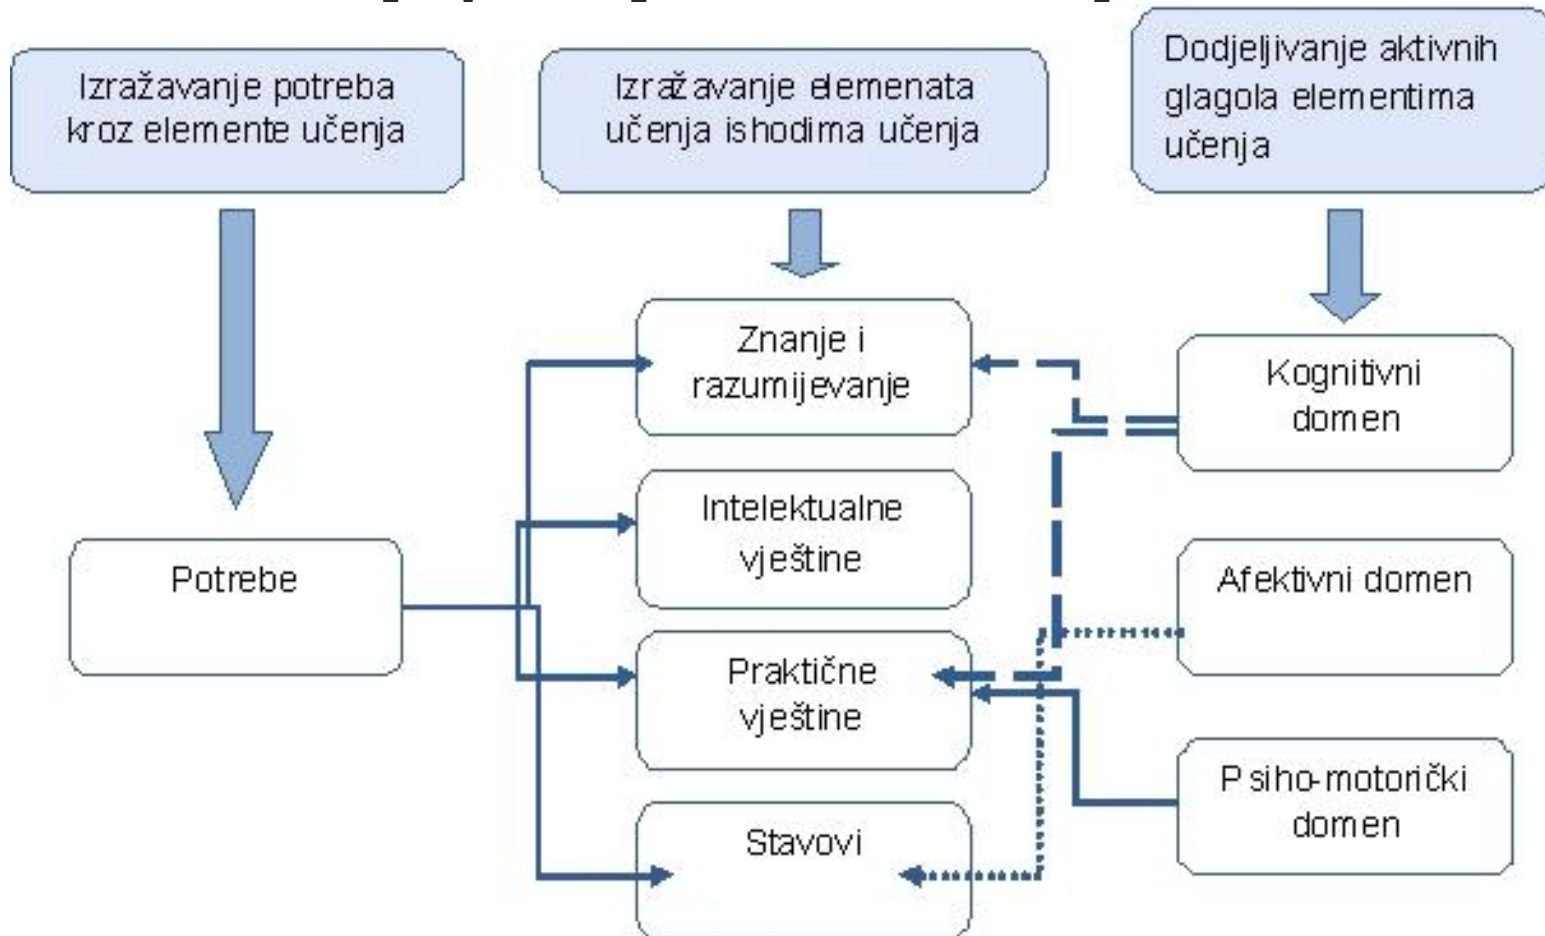 Izražavanje potreba
kroz elemente učenja
Izražavanje elemenata
učenja ishodima učenja
Dodjeljivanje aktivnih
glagola elementima
učenja
Potrebe
Znanje i
razumijevanje
Intelektualne
vještine
Praktične
vještine
Stavovi
Kognitivni
domen
Afektivni domen
Psiho-motorički
domen